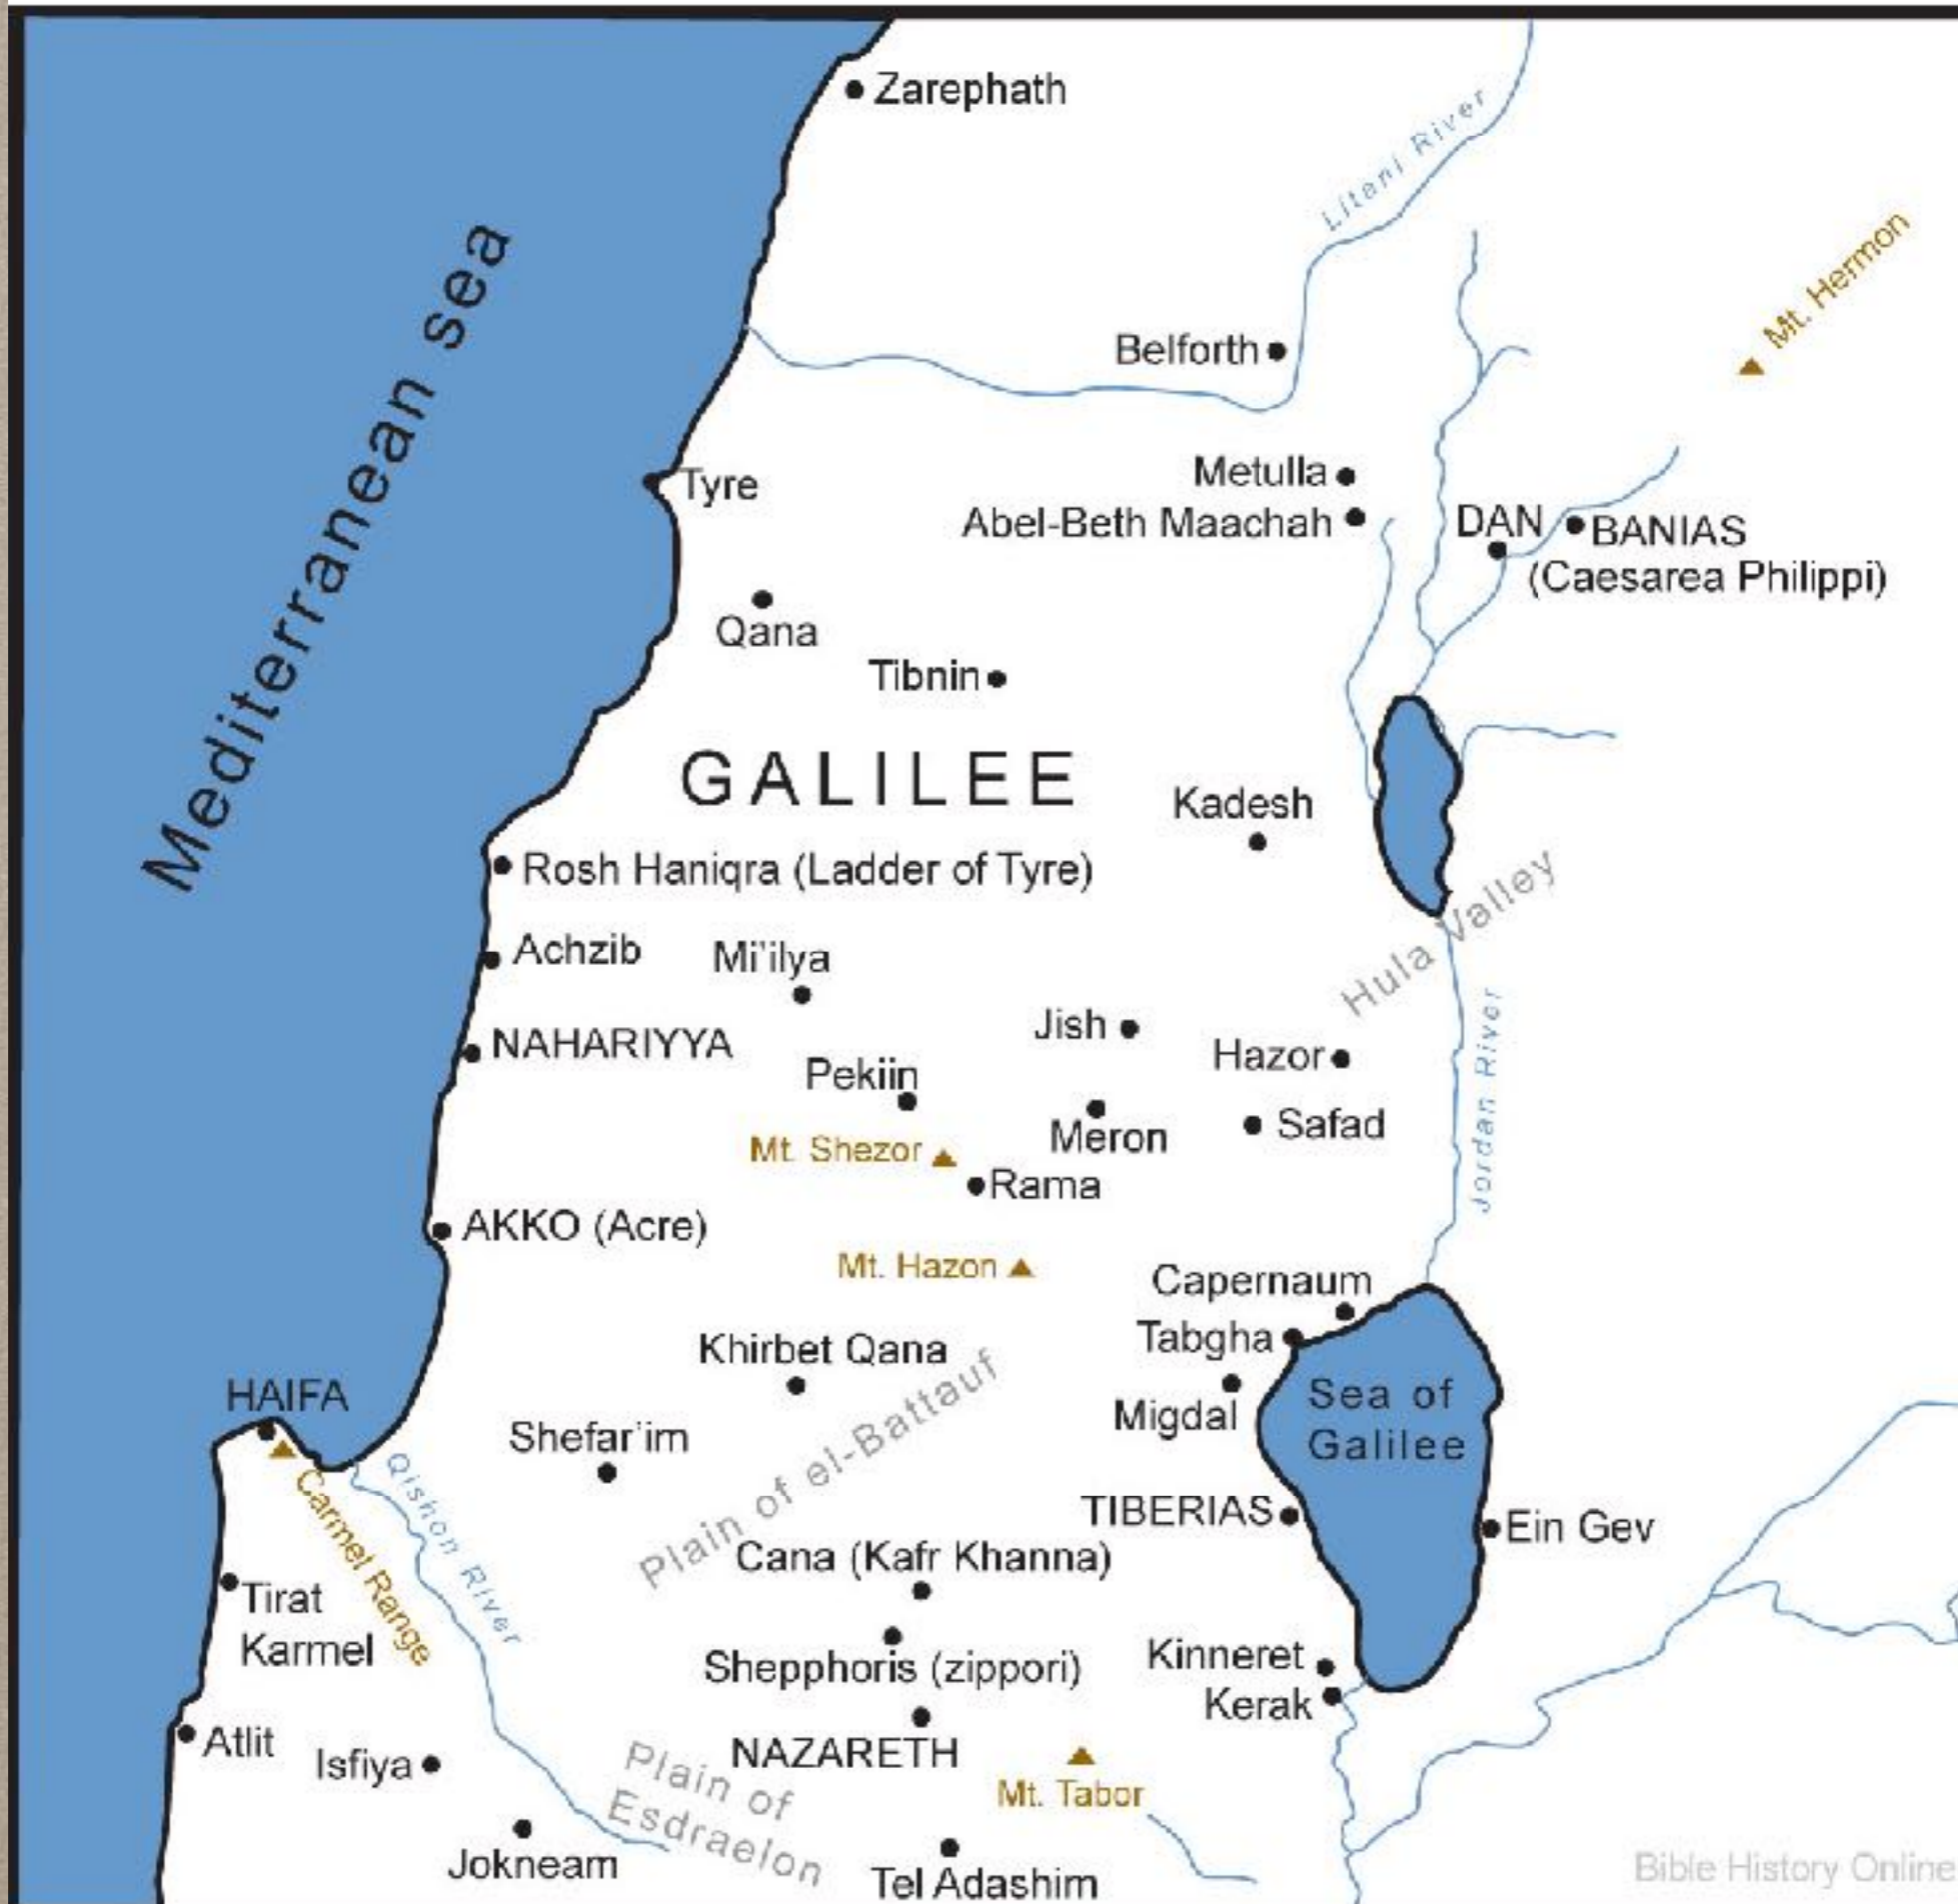 Zarephath
Litani River
Mt. Hermon
Mediterranean sea
Belforth
Metulla
Tyre
Abel-Beth Maachah
DAN
BANIAS
(Caesarea Philippi)
Qana
Tibnin
GALILEE
Kadesh
Rosh Haniqra (Ladder of Tyre)
Hula Valley
Achzib
Mi'ilya
Jish
NAHARIYYA
Hazor
Jordan River
Pekiin
Meron
Safad
Mt. Shezor
Rama
AKKO (Acre)
Mt. Hazon
Capernaum
Tabgha
Khirbet Qana
HAIFA
Sea of
Galilee
Migdal
Shefar'im
Plain of el-Battauf
Carmel Range
Qishon River
TIBERIAS
Ein Gev
Cana (Kafr Khanna)
Tirat
Karmel
Shepphoris (zippori)
Kinneret
Kerak
Atlit
Isfiya
NAZARETH
Plain of
Esdraelon
Mt. Tabor
Jokneam
Tel Adashim
Bible History Online